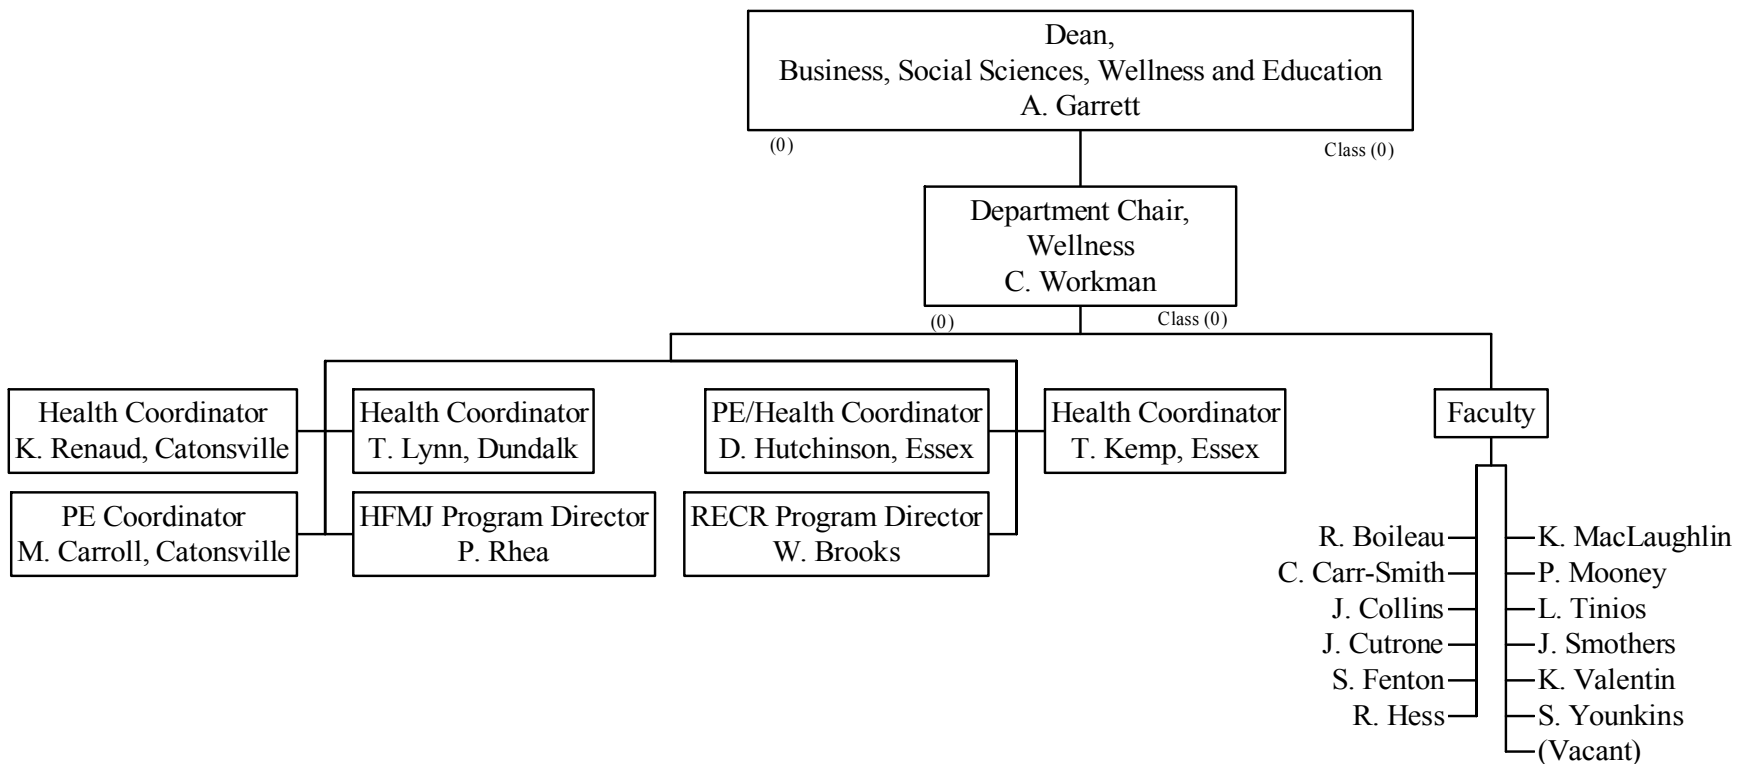 Dean,
Business, Social Sciences, Wellness and Education
A. Garrett
(0)
Class (0)
Department Chair,
Wellness
C. Workman
(0)
Class (0)
Health Coordinator
K. Renaud, Catonsville
Health Coordinator
T. Lynn, Dundalk
PE/Health Coordinator
D. Hutchinson, Essex
Health Coordinator
T. Kemp, Essex
Faculty
PE Coordinator
M. Carroll, Catonsville
HFMJ Program Director
P. Rhea
RECR Program Director
W. Brooks
R. Boileau
C. Carr-Smith
J. Collins
J. Cutrone
S. Fenton
R. Hess
K. MacLaughlin
P. Mooney
L. Tinios
J. Smothers
K. Valentin
S. Younkins
(Vacant)